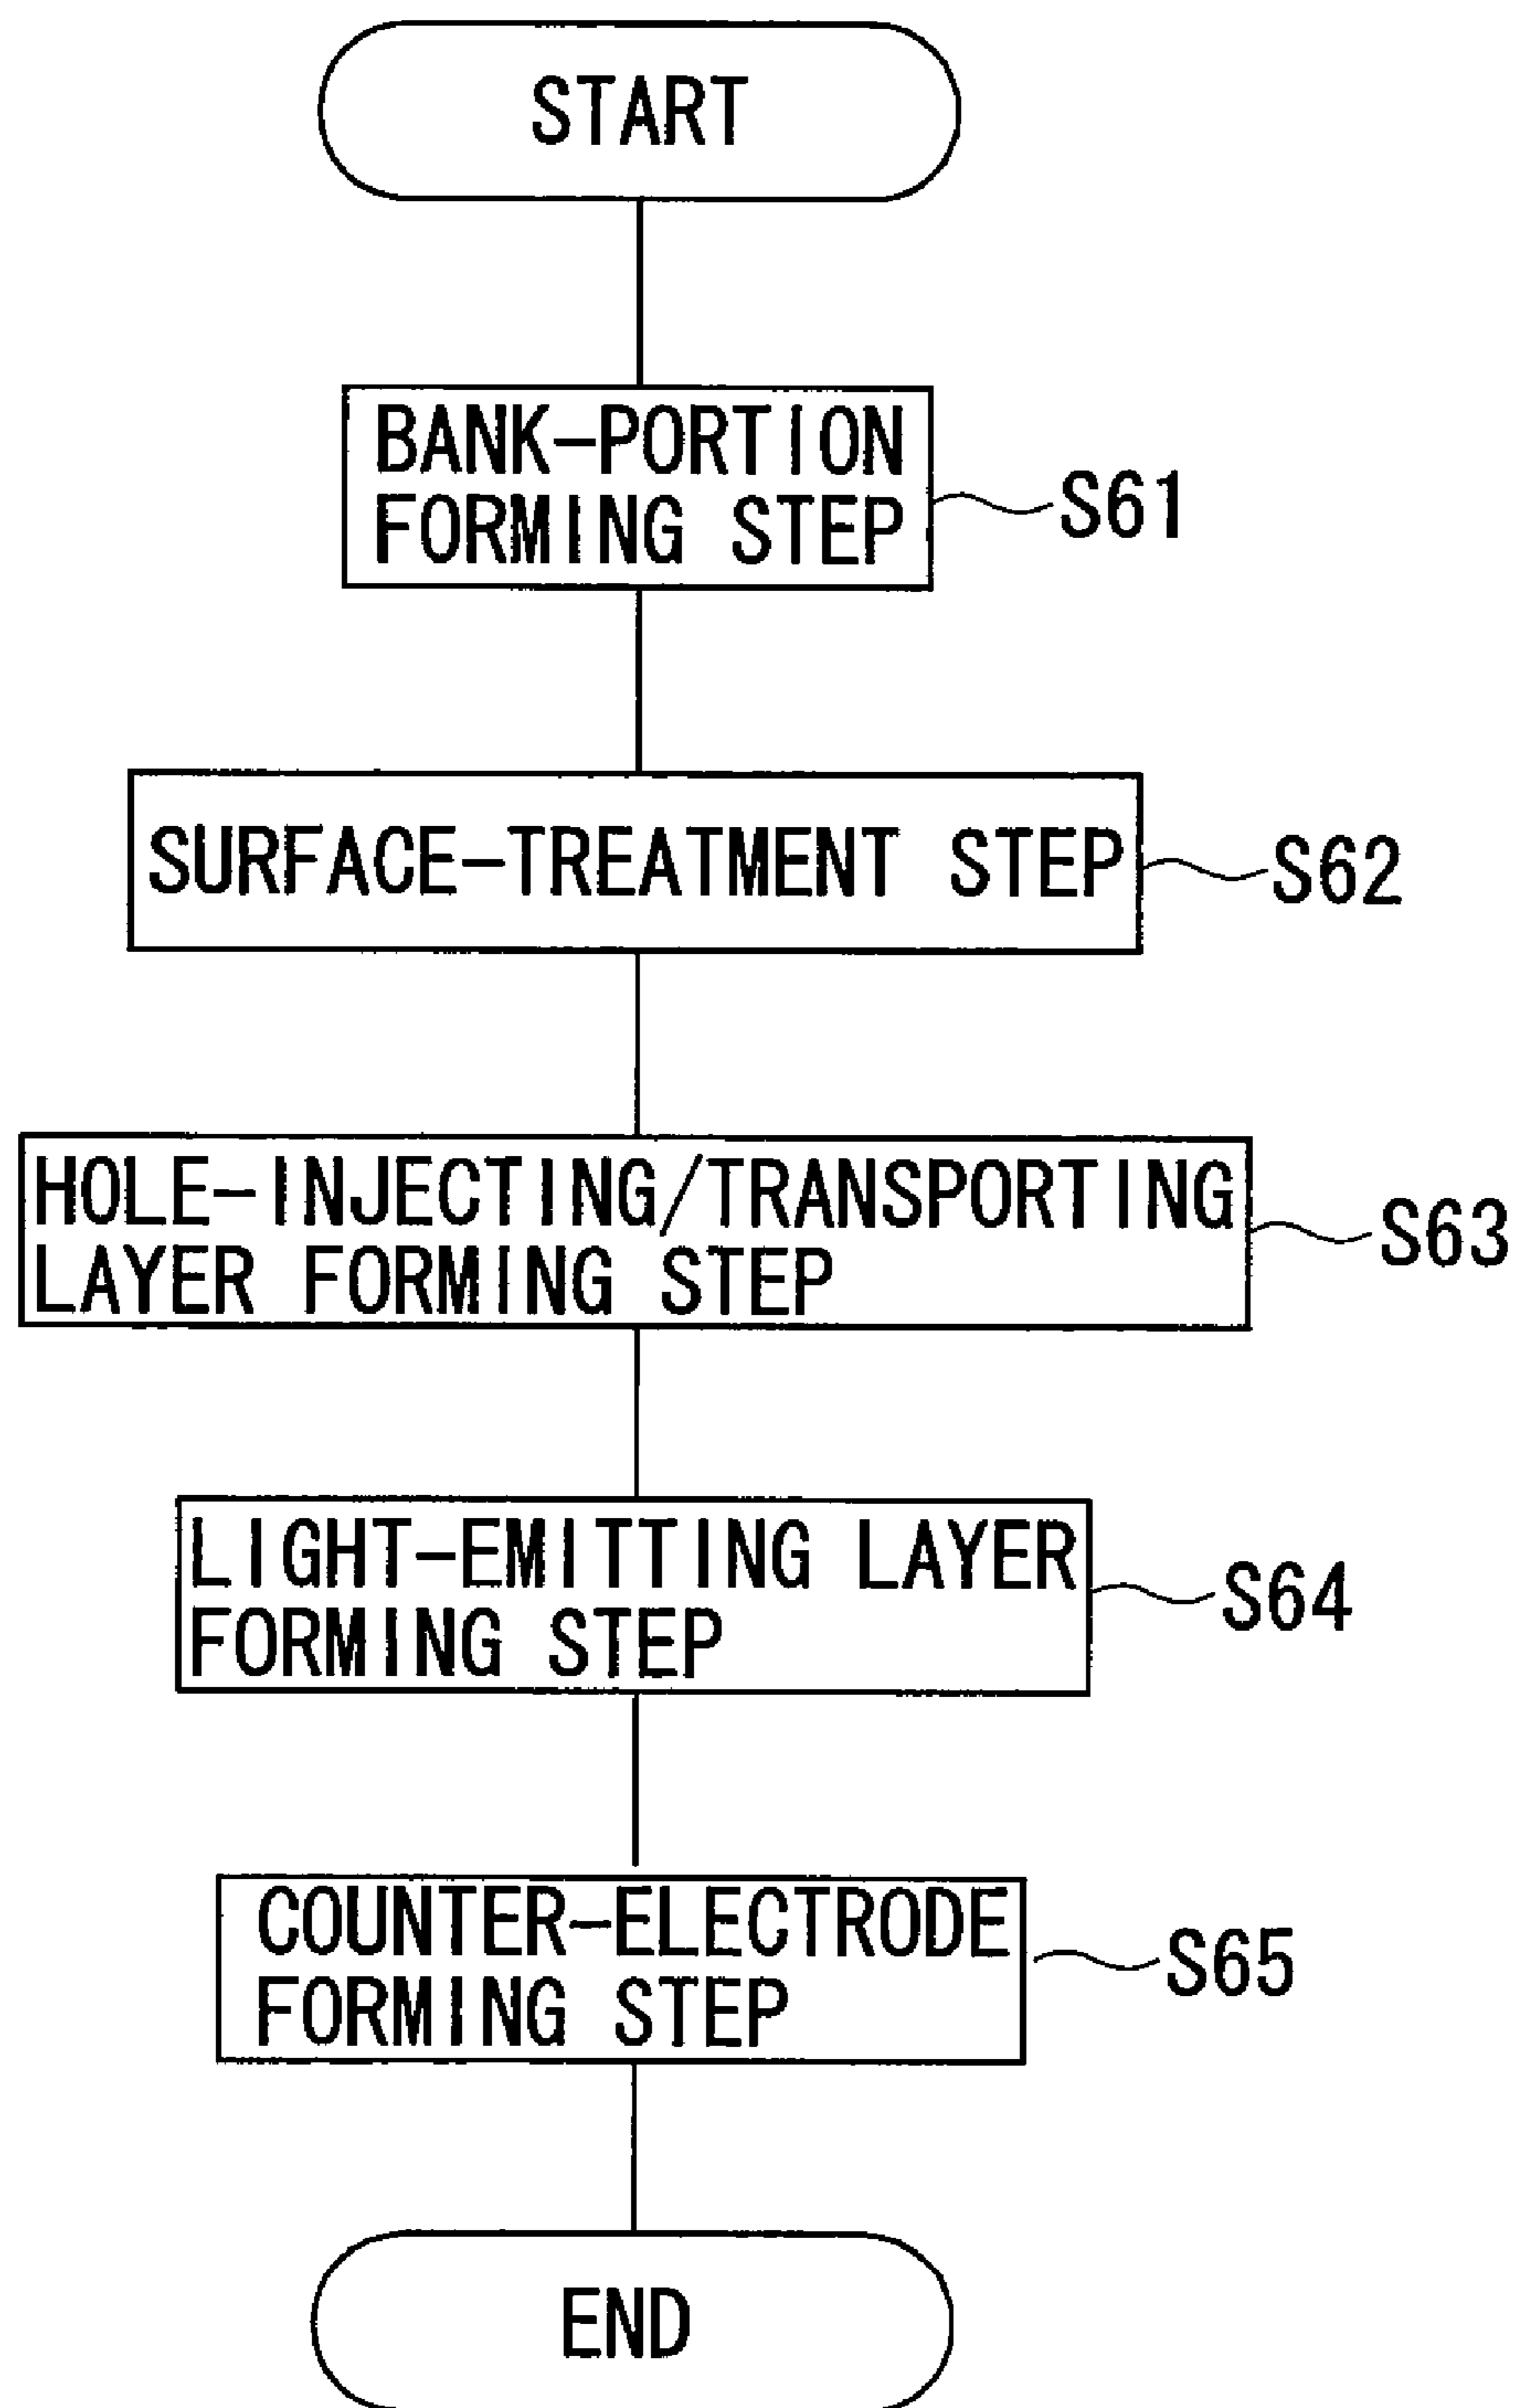 START
BANK-PORTION
FORMING STEP
S61
SURFACE-TREATMENT STEP
S62
HOLE-INJECTING/TRANSPORTING
LAYER FORMING STEP
S63
LIGHT-EMITTING LAYER
FORMING STEP
S64
COUNTER-ELECTRODE
FORMING STEP
S65
END